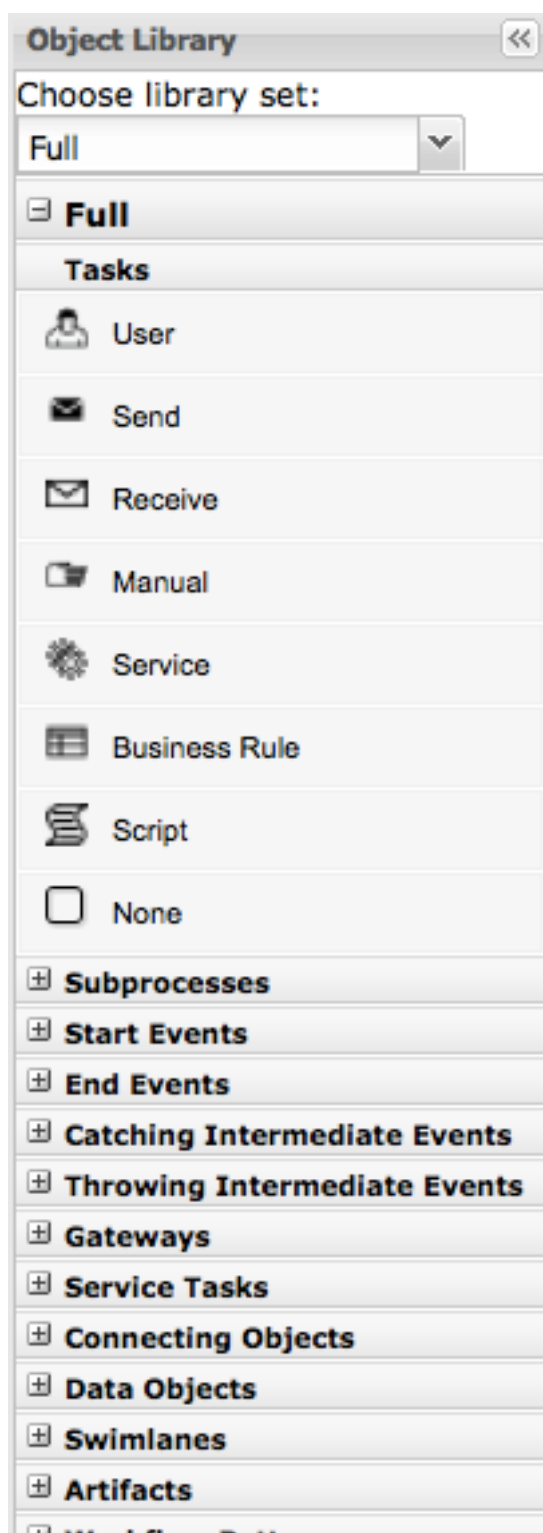 Object Library
Choose library set:
Full
Full
Tasks
User
Send
Receive
Manual
Service
Business Rule
Script
None
Subprocesses
Start Events
End Events
Catching Intermediate Events
Throwing Intermediate Events
Gateways
Service Tasks
Connecting Objects
Data Objects
Swimlanes
Artifacts